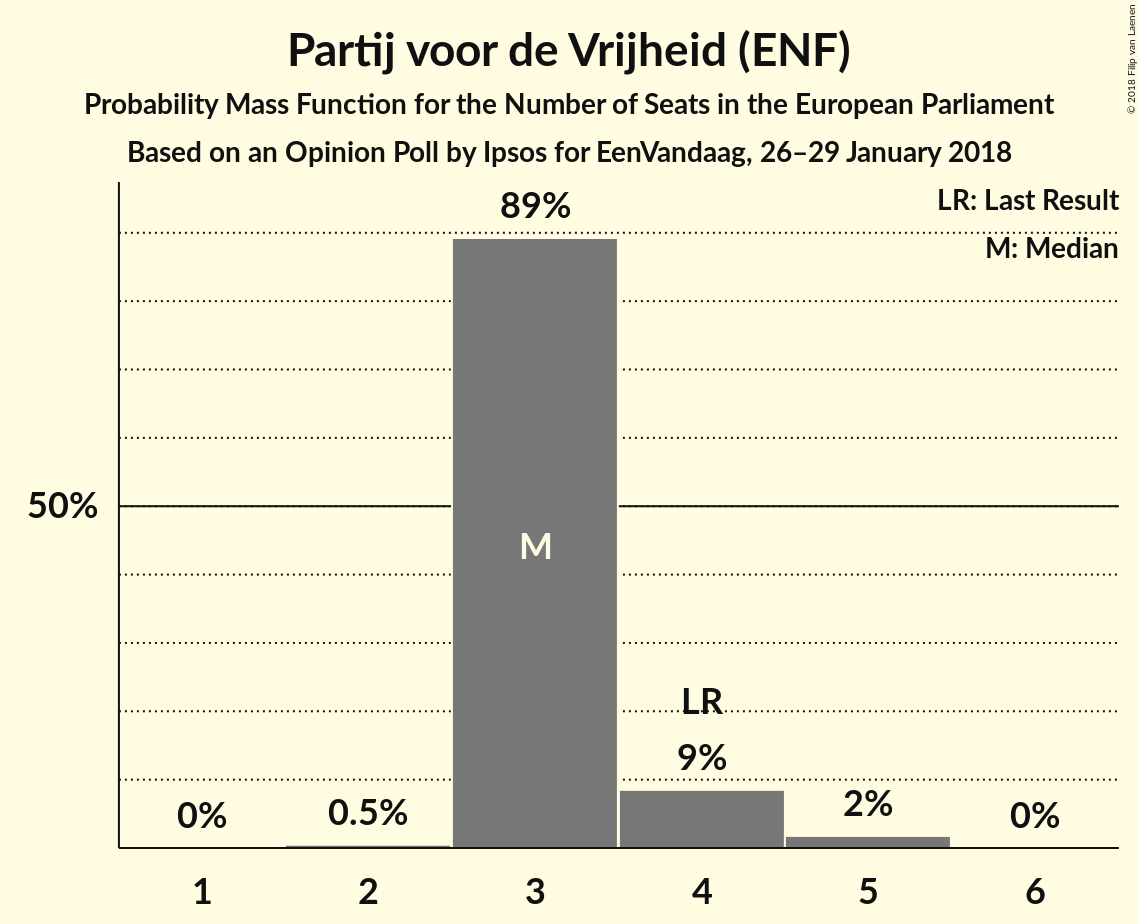 Partij voor de Vrijheid (ENF)
Probability Mass Function for the Number of Seats in the European Parliament
Based on an Opinion Poll by Ipsos for EenVandaag, 26–29 January 2018
© 2018 Filip van Laenen
LR: Last Result
M: Median
89%
50%
M
LR
9%
0%
0.5%
2%
0%
1 2 3 4 5 6